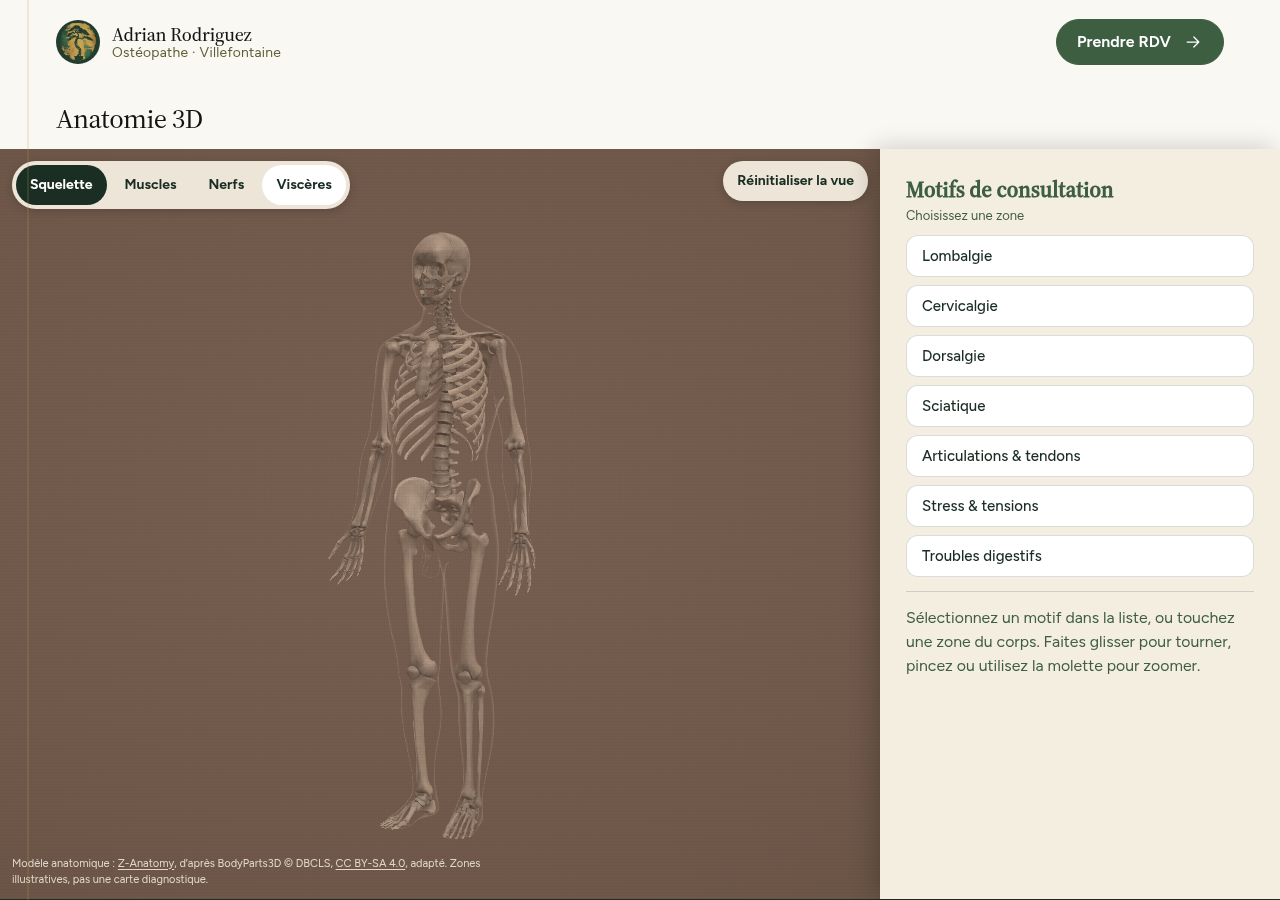 Adrian Rodriguez
Ostéopathe · Villefontaine
Prendre RDV
Anatomie 3D
Squelette
Muscles
Nerfs
Viscères
Réinitialiser la vue
Motifs de consultation
Choisissez une zone
Lombalgie
Cervicalgie
Dorsalgie
Sciatique
Articulations & tendons
Stress & tensions
Troubles digestifs
Sélectionnez un motif dans la liste, ou touchez
une zone du corps. Faites glisser pour tourner,
pincez ou utilisez la molette pour zoomer.
Modèle anatomique : Z-Anatomy, d'après BodyParts3D © DBCLS, CC BY-SA 4.0, adapté. Zones
illustratives, pas une carte diagnostique.